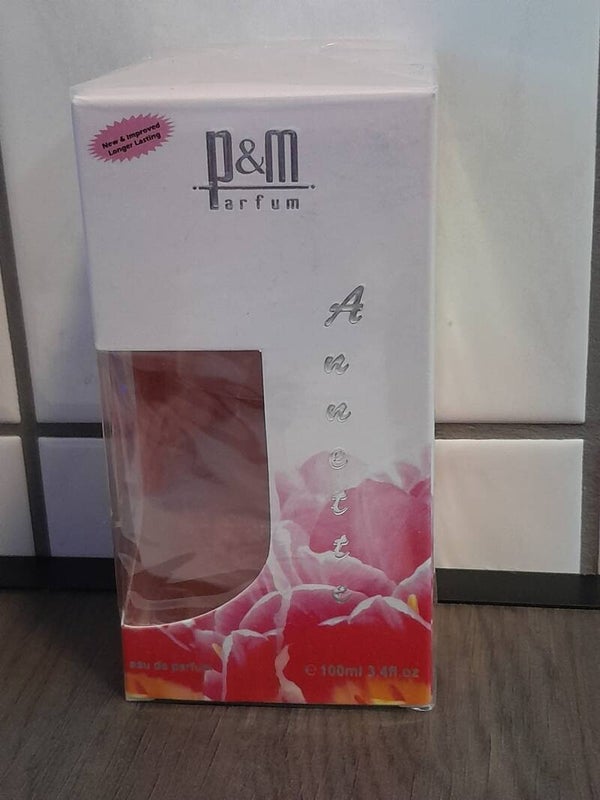 New & Improved
Longer Lasting
P&M
Parfum
Annette
eau de parfum
℮ 100ml 3.4fl.oz